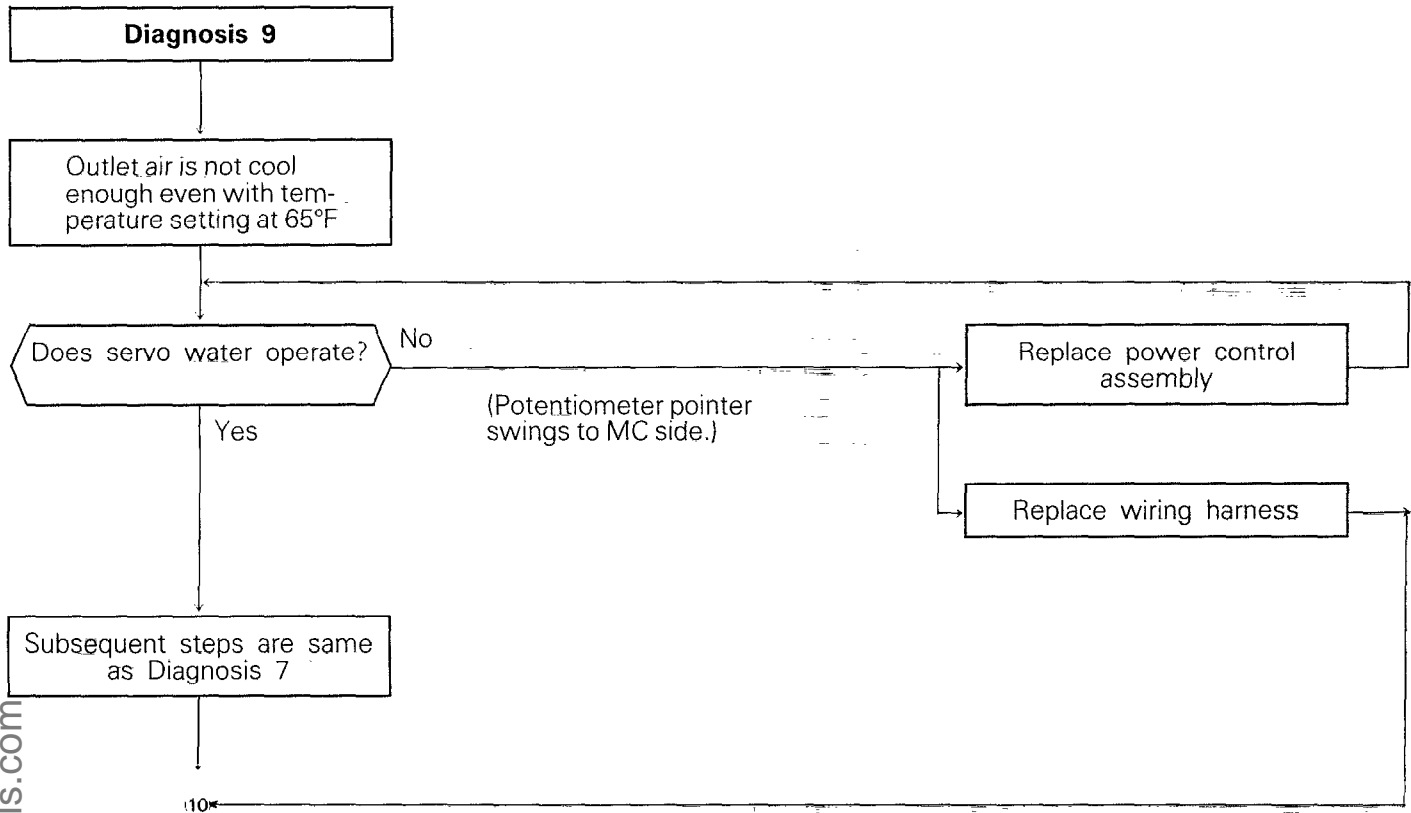 Diagnosis 9
Outlet air is not cool
enough even with tem-
perature setting at 65°F
Does servo water operate?
No
(Potentiometer pointer
swings to MC side.)
Replace power control
assembly
Yes
Replace wiring harness
Subsequent steps are same
as Diagnosis 7
10
ls.com